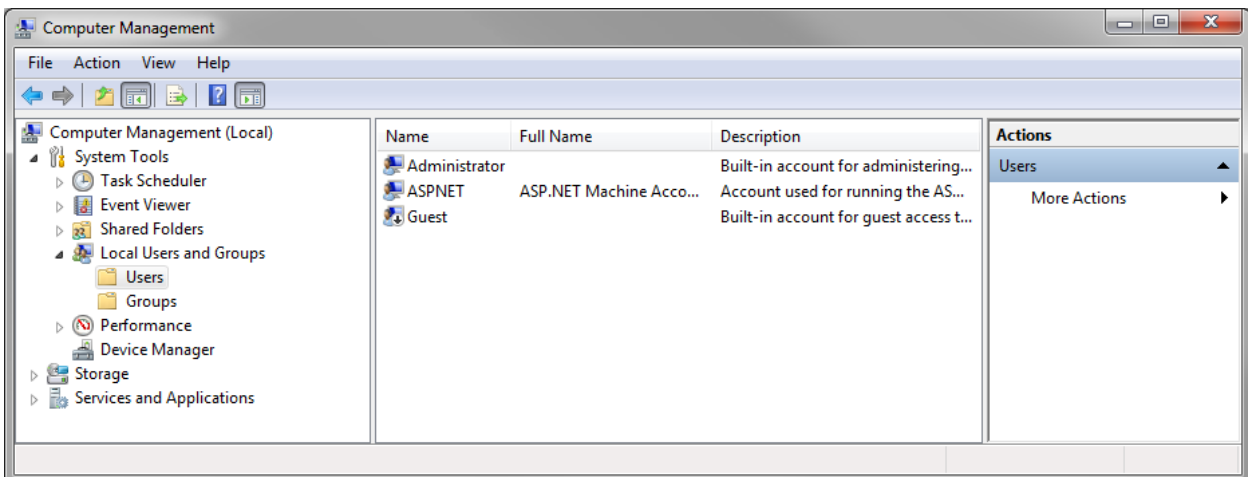 Computer Management
File Action View Help
Computer Management (Local)
System Tools
Task Scheduler
Event Viewer
Shared Folders
Local Users and Groups
Users
Groups
Performance
Device Manager
Storage
Services and Applications
Name Full Name Description
Administrator Built-in account for administering...
ASPNET ASP.NET Machine Acco... Account used for running the AS...
Guest Built-in account for guest access t...
Actions
Users
More Actions